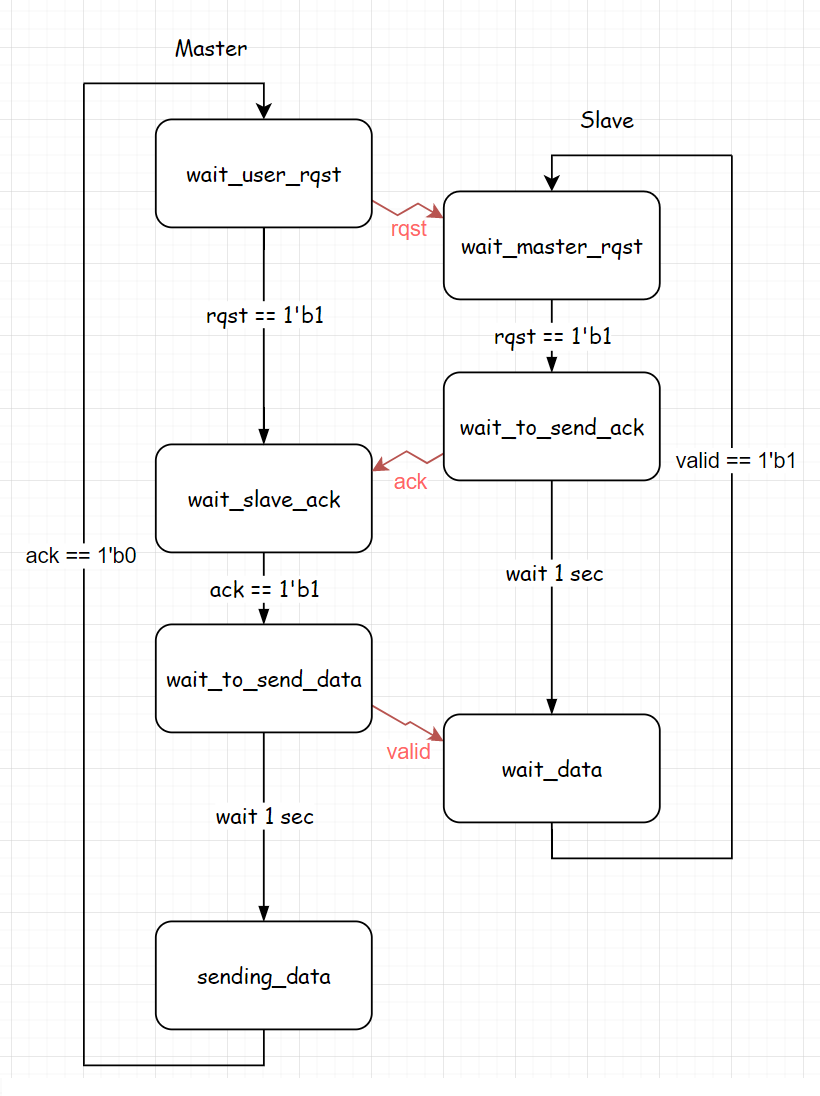 Master
Slave
wait_user_rqst
rqst
wait_master_rqst
rqst == 1'b1
rqst == 1'b1
wait_to_send_ack
valid == 1'b1
ack
wait_slave_ack
ack == 1'b0
wait 1 sec
ack == 1'b1
wait_to_send_data
valid
wait_data
wait 1 sec
sending_data